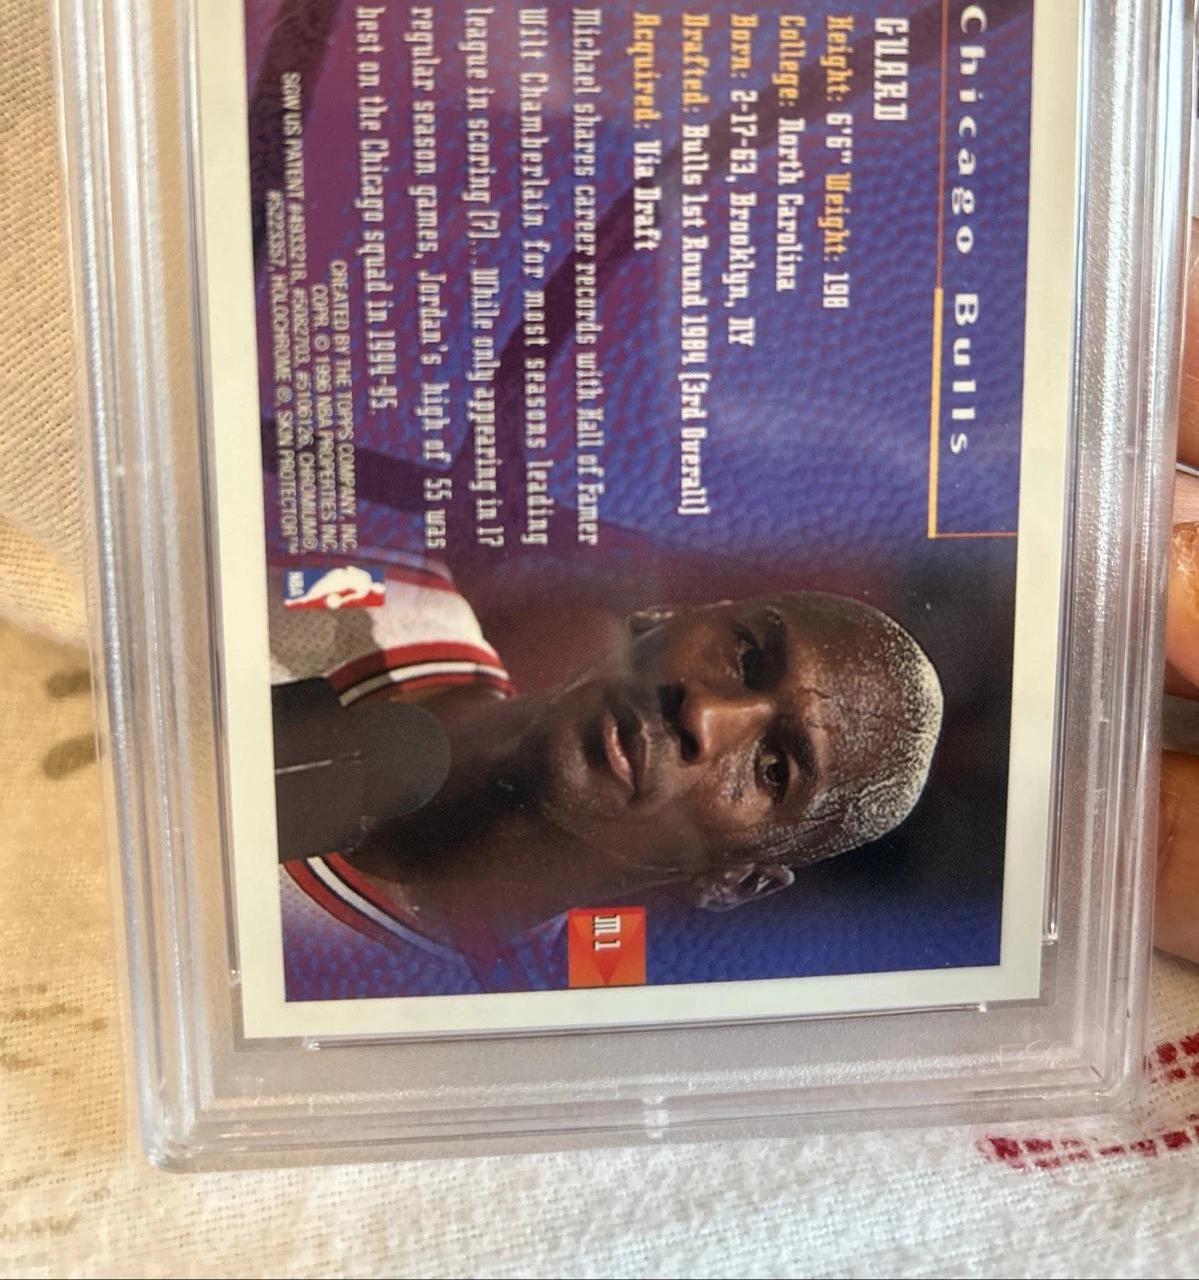 Chicago Bulls
GUARD
Height: 6'6" Weight: 198
College: North Carolina
Born: 2-17-63, Brooklyn, NY
Drafted: Bulls 1st Round 1984 (3rd Overall)
Acquired: Via Draft
Michael shares career records with Hall of Famer
Wilt Chamberlain for most seasons leading
league in scoring (7)... While only appearing in 17
regular season games, Jordan's high of 55 was
best on the Chicago squad in 1994-95.
CREATED BY THE TOPPS COMPANY, INC.
COPR. © 1996 NBA PROPERTIES, INC.
SON US PATENT #4933218, #5082703, #5106126, CHROMIUM®,
#5223357, HOLOCHROME ®, SKIN PROTECTOR™
NBA
M1